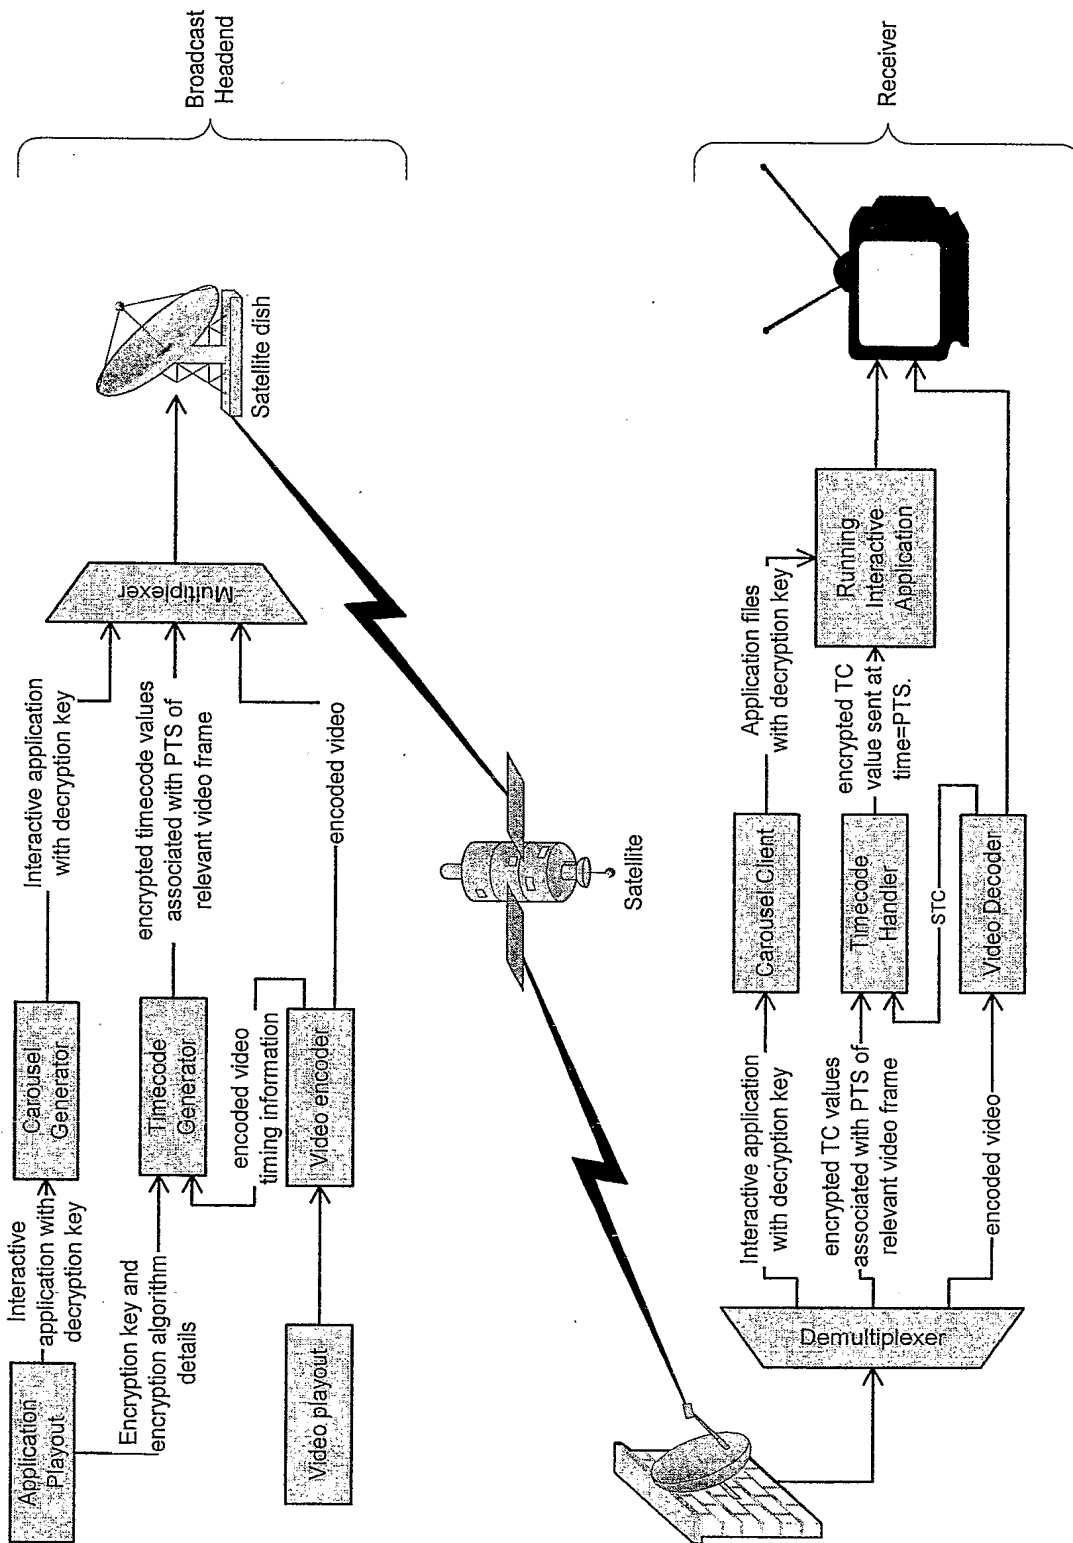 Application
Playout
Interactive
application with
decryption key
Carousel
Generator
Interactive application
with decryption key
Encryption key and
encryption algorithm
details
Timecode
Generator
encrypted timecode values
associated with PTS of
relevant video frame
encoded video
timing information
Video playout
Video encoder
encoded video
Multiplexer
Satellite dish
Broadcast
Headend
Satellite
Demultiplexer
Interactive application
with decryption key
Carousel Client
Application files
with decryption key
encrypted TC values
associated with PTS of
relevant video frame
Timecode
Handler
encrypted TC
value sent at
time=PTS.
STC
encoded video
Video Decoder
Running
Interactive
Application
Receiver